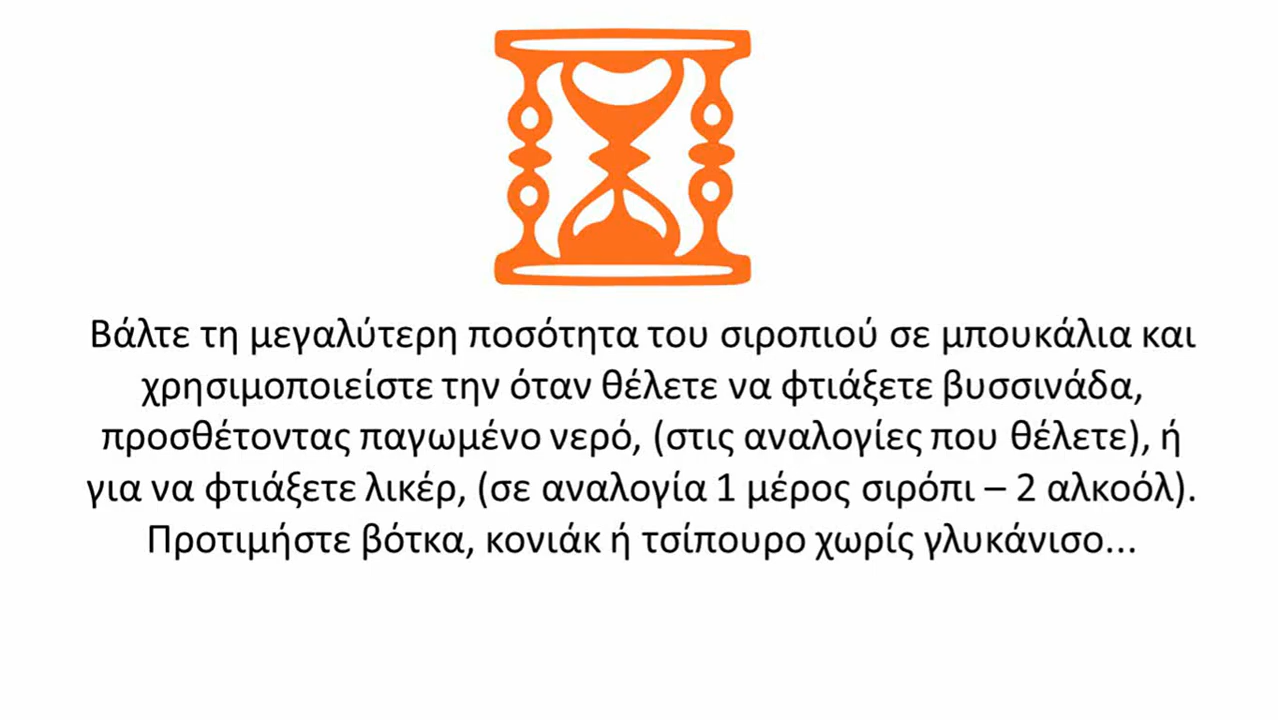 Βάλτε τη μεγαλύτερη ποσότητα του σιροπιού σε μπουκάλια και
χρησιμοποιείστε την όταν θέλετε να φτιάξετε βυσσινάδα,
προσθέτοντας παγωμένο νερό, (στις αναλογίες που θέλετε), ή
για να φτιάξετε λικέρ, (σε αναλογία 1 μέρος σιρόπι – 2 αλκοόλ).
Προτιμήστε βότκα, κονιάκ ή τσίπουρο χωρίς γλυκάνισο...